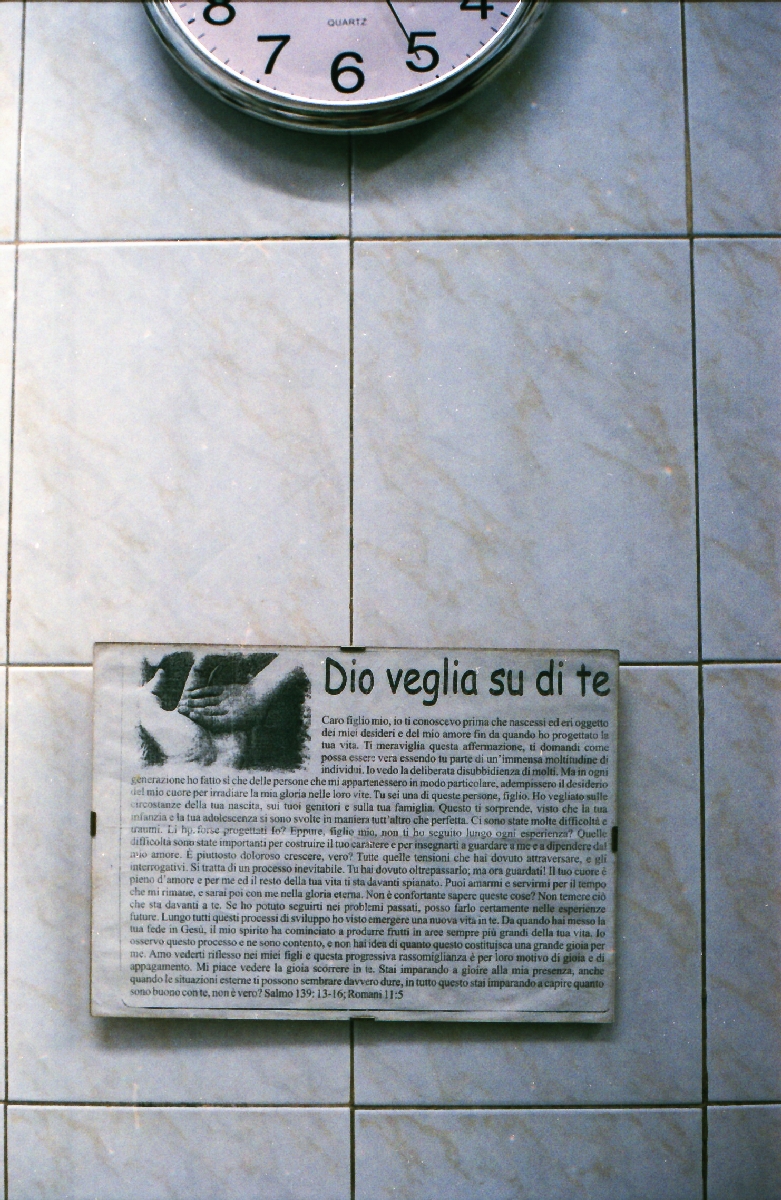 8
4
QUARTZ
7
5
6
Dio veglia su di te
Caro figlio mio, io ti conoscevo prima che nascessi ed eri oggetto
dei miei desideri e del mio amore fin da quando ho progettato la
tua vita. Ti meraviglia questa affermazione, ti domandi come
possa essere vera essendo tu parte di un'immensa moltitudine di
individui. Io vedo la deliberata disubbidienza di molti. Ma in ogni
generazione ho fatto sì che delle persone che mi appartenessero in modo particolare, adempissero il desiderio
del mio cuore per irradiare la mia gloria nelle loro vite. Tu sei una di queste persone, figlio. Ho vegliato sulle
circostanze della tua nascita, sui tuoi genitori e sulla tua famiglia. Questo ti sorprende, visto che la tua
infanzia e la tua adolescenza si sono svolte in maniera tutt'altro che perfetta. Ci sono state molte difficoltà e
traumi. Li ho forse progettati Io? Eppure, figlio mio, non ti ho seguito lungo ogni esperienza? Quelle
difficoltà sono state importanti per costruire il tuo carattere e per insegnarti a guardare a me e a dipendere dal
mio amore. È piuttosto doloroso crescere, vero? Tutte quelle tensioni che hai dovuto attraversare, e gli
interrogativi. Si tratta di un processo inevitabile. Tu hai dovuto oltrepassarlo; ma ora guardati! Il tuo cuore è
pieno d'amore e per me ed il resto della tua vita ti sta davanti spianato. Puoi amarmi e servirmi per il tempo
che mi rimane, e sarai poi con me nella gloria eterna. Non è confortante sapere queste cose? Non temere ciò
che sta davanti a te. Se ho potuto seguirti nei problemi passati, posso farlo certamente nelle esperienze
future. Lungo tutti questi processi di sviluppo ho visto emergere una nuova vita in te. Da quando hai messo la
tua fede in Gesù, il mio spirito ha cominciato a produrre frutti in aree sempre più grandi della tua vita. Io
osservo questo processo e ne sono contento, e non hai idea di quanto questo costituisca una grande gioia per
me. Amo vederti riflesso nei miei figli e questa progressiva rassomiglianza è per loro motivo di gioia e di
appagamento. Mi piace vedere la gioia scorrere in te. Stai imparando a gioire alla mia presenza, anche
quando le situazioni esterne ti possono sembrare davvero dure, in tutto questo stai imparando a capire quanto
sono buono con te, non è vero? Salmo 139: 13-16; Romani 11:5